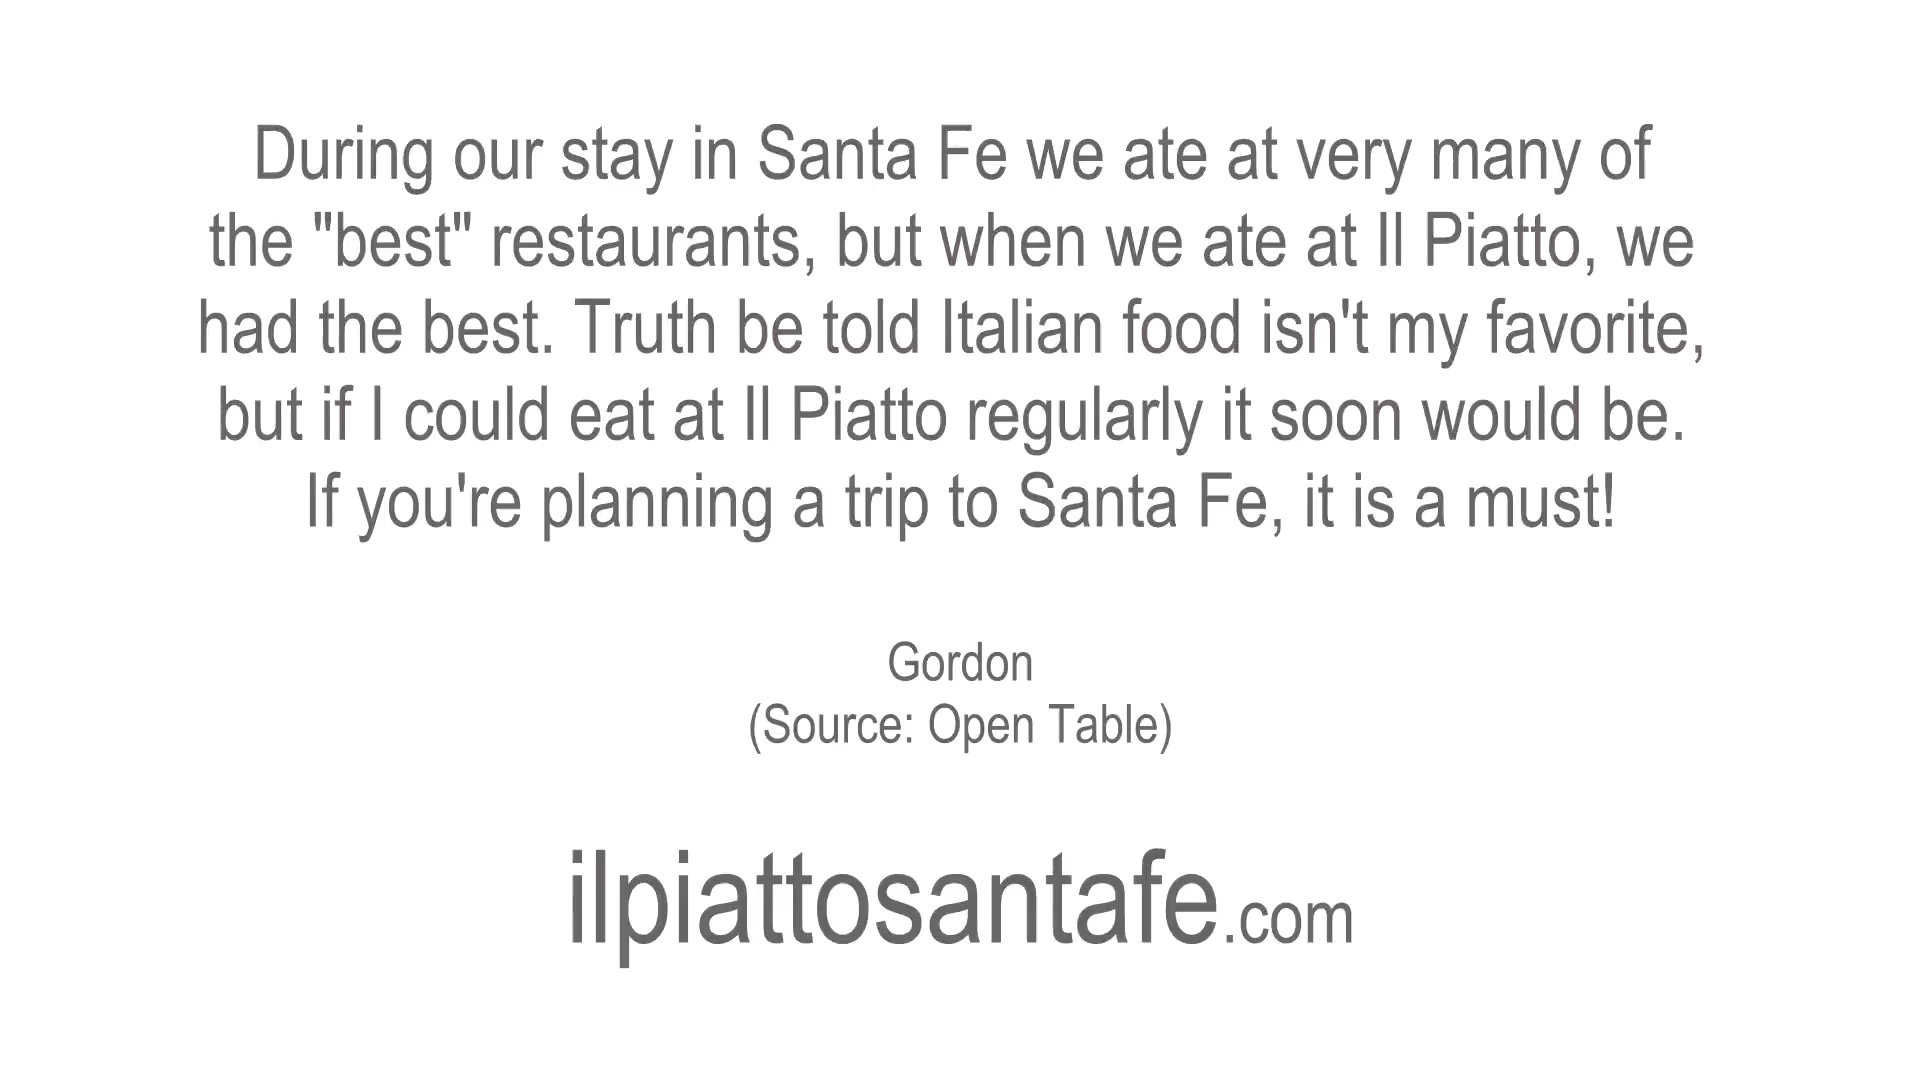 During our stay in Santa Fe we ate at very many of
the "best" restaurants, but when we ate at Il Piatto, we
had the best. Truth be told Italian food isn't my favorite,
but if I could eat at Il Piatto regularly it soon would be.
If you're planning a trip to Santa Fe, it is a must!
Gordon
(Source: Open Table)
ilpiattosantafe.com